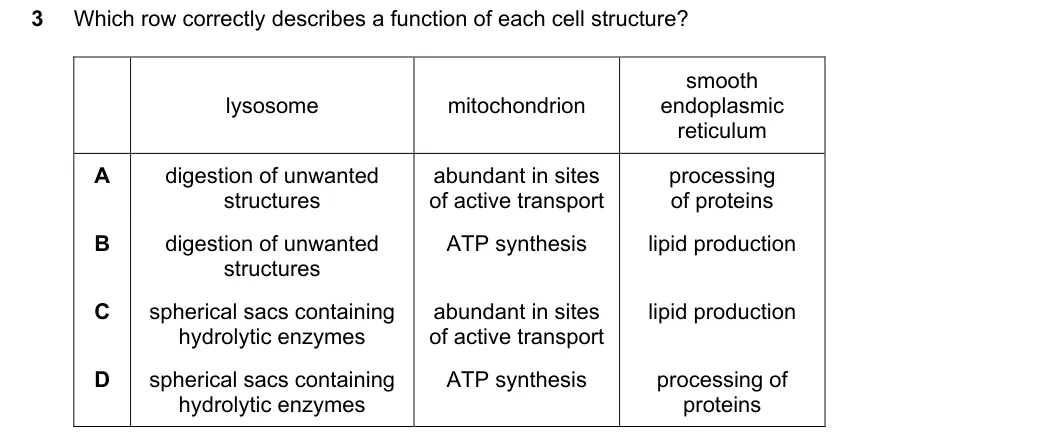 3 Which row correctly describes a function of each cell structure?
lysosome
mitochondrion
smooth
endoplasmic
reticulum
A
digestion of unwanted
structures
abundant in sites
of active transport
processing
of proteins
B
digestion of unwanted
structures
ATP synthesis
lipid production
C
spherical sacs containing
hydrolytic enzymes
abundant in sites
of active transport
lipid production
D
spherical sacs containing
hydrolytic enzymes
ATP synthesis
processing of
proteins